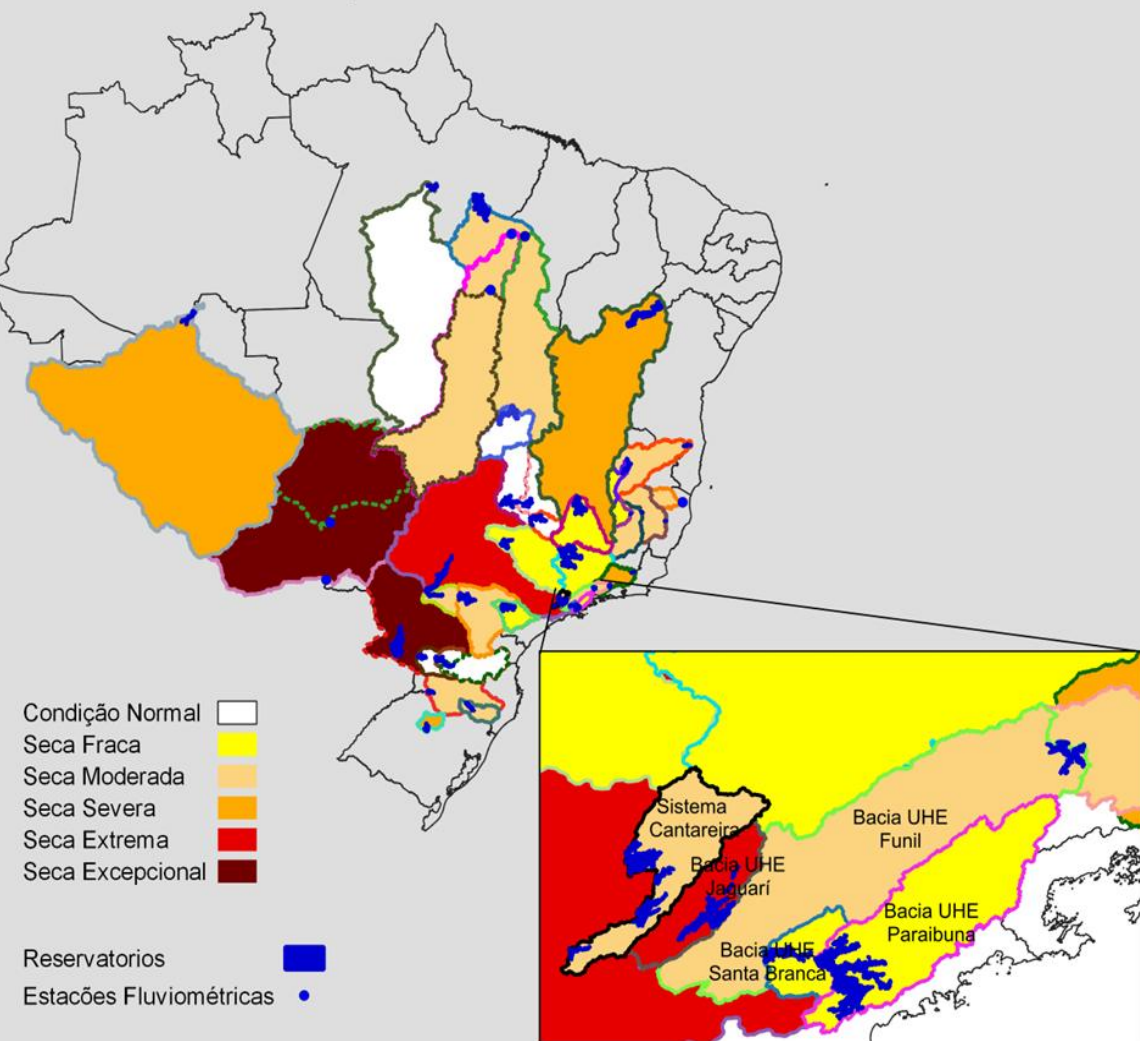 Condição Normal
Seca Fraca
Seca Moderada
Seca Severa
Seca Extrema
Seca Excepcional
Reservatorios
Estacões Fluviométricas
Sistema
Cantareira
Bacia UHE
Jaguarí
Bacia UHE
Funil
Bacia UHE
Paraibuna
Bacia UHE
Santa Branca